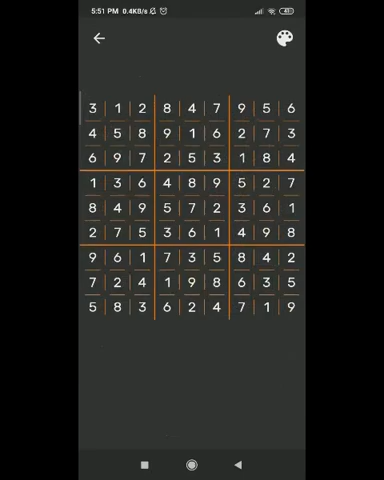 5:51 PM 0.4KB/s
41
3 1 2 8 4 7 9 5 6
4 5 8 9 1 6 2 7 3
6 9 7 2 5 3 1 8 4
1 3 6 4 8 9 5 2 7
8 4 9 5 7 2 3 6 1
2 7 5 3 6 1 4 9 8
9 6 1 7 3 5 8 4 2
7 2 4 1 9 8 6 3 5
5 8 3 6 2 4 7 1 9